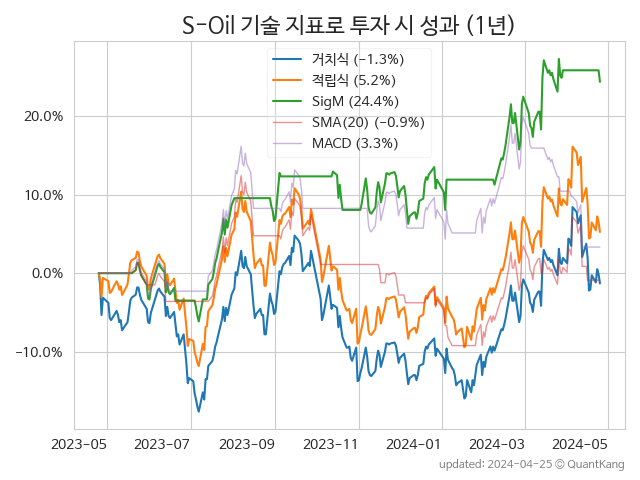 S-Oil 기술 지표로 투자 시 성과 (1년)
거치식 (−1.3%)
적립식 (5.2%)
SigM (24.4%)
SMA(20) (−0.9%)
MACD (3.3%)
20.0%
10.0%
0.0%
−10.0%
2023-05 2023-07 2023-09 2023-11 2024-01 2024-03 2024-05
updated: 2024-04-25 © QuantKang